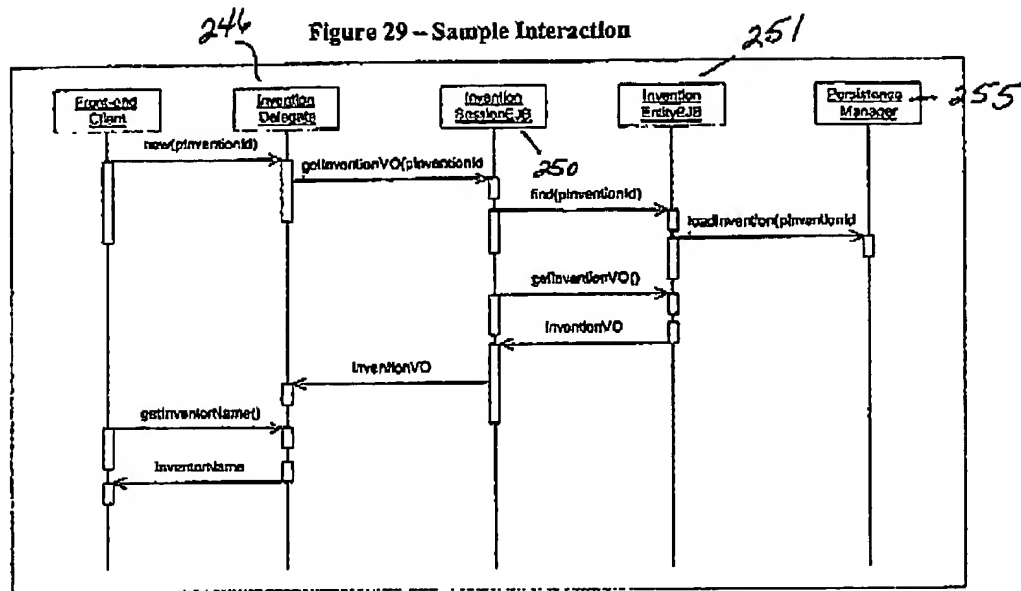 246
Figure 29 – Sample Interaction
251
Front-end
Client
Invention
Delegate
Invention
SessionEJB
Invention
EntityEJB
Persistence
Manager
255
250
new(pInventionId)
getInventionVO(pInventionId
find(pInventionId)
loadInvention(pInventionId
getInventionVO()
InventionVO
InventionVO
getInventorName()
InventorName